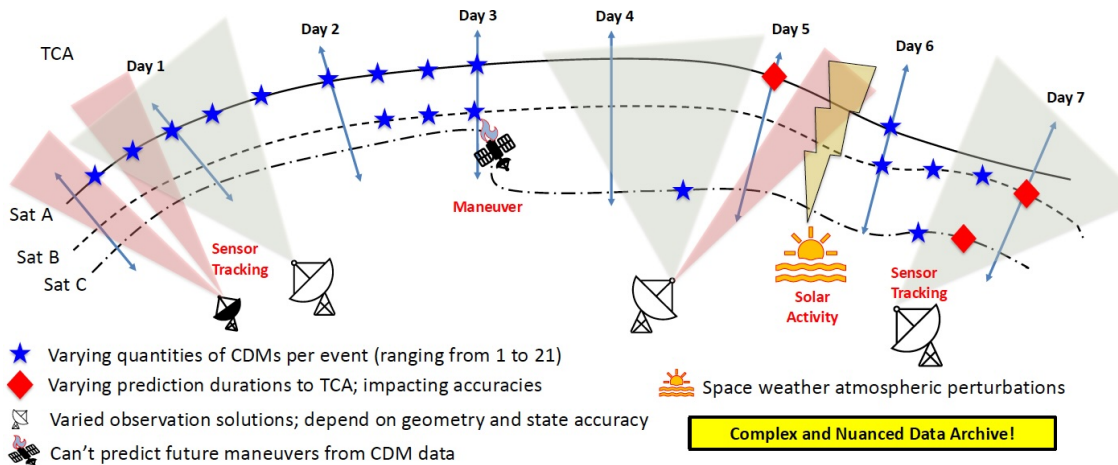 TCA
Day 1
Day 2
Day 3
Day 4
Day 5
Day 6
Day 7
Sat A
Sat B
Sat C
Sensor
Tracking
Maneuver
Solar
Activity
Sensor
Tracking
Varying quantities of CDMs per event (ranging from 1 to 21)
Varying prediction durations to TCA; impacting accuracies
Varied observation solutions; depend on geometry and state accuracy
Can't predict future maneuvers from CDM data
Space weather atmospheric perturbations
Complex and Nuanced Data Archive!